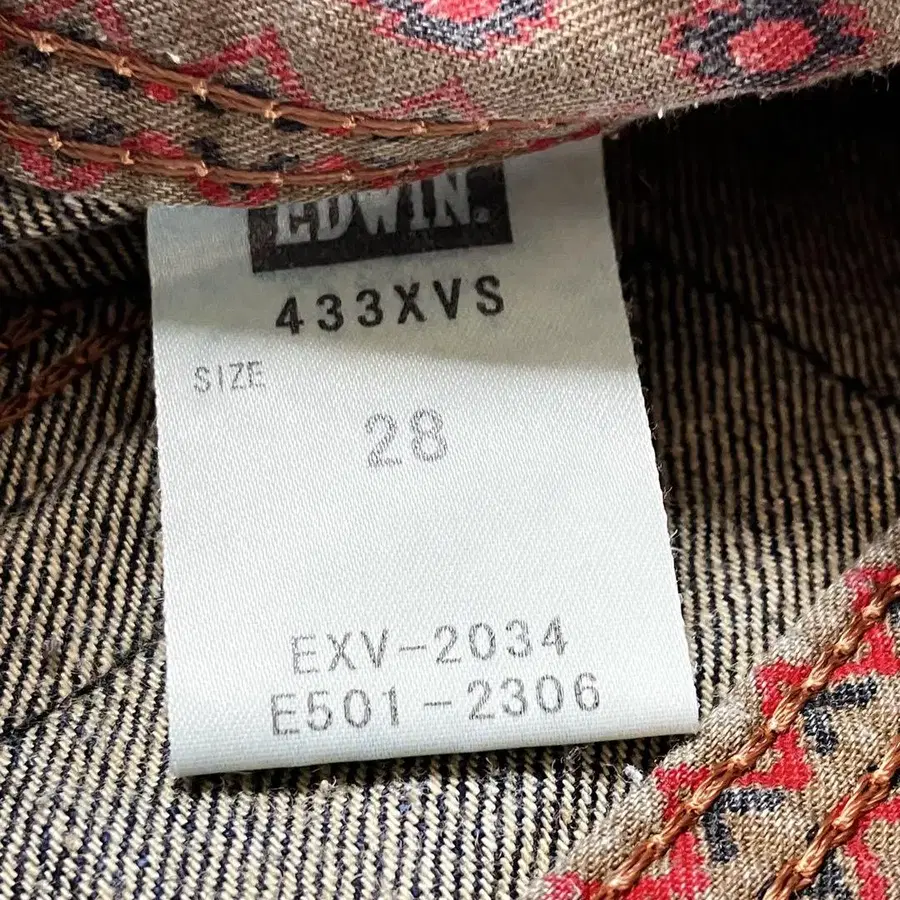 EDWIN.
433XVS
SIZE
28
EXV-2034
E501-2306